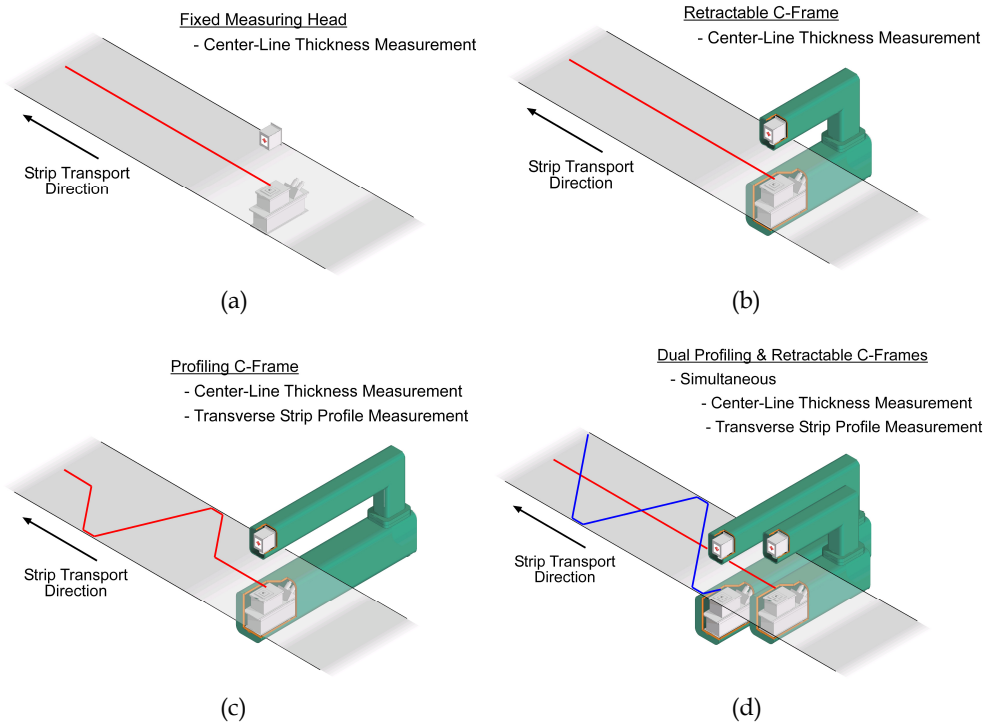 Fixed Measuring Head
- Center-Line Thickness Measurement
Strip Transport
Direction
(a)
Retractable C-Frame
- Center-Line Thickness Measurement
Strip Transport
Direction
(b)
Profiling C-Frame
- Center-Line Thickness Measurement
- Transverse Strip Profile Measurement
Strip Transport
Direction
(c)
Dual Profiling & Retractable C-Frames
- Simultaneous
- Center-Line Thickness Measurement
- Transverse Strip Profile Measurement
Strip Transport
Direction
(d)